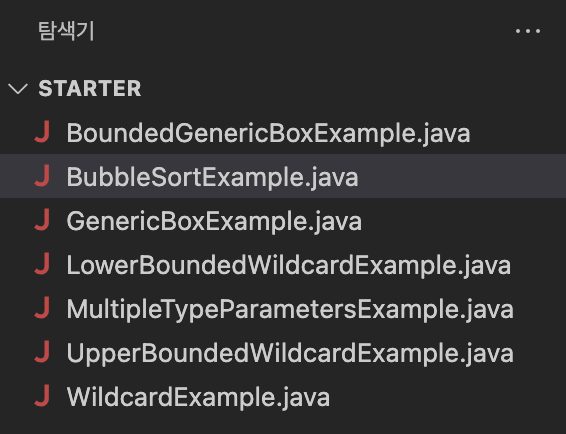 탐색기
STARTER
J BoundedGenericBoxExample.java
J BubbleSortExample.java
J GenericBoxExample.java
J LowerBoundedWildcardExample.java
J MultipleTypeParametersExample.java
J UpperBoundedWildcardExample.java
J WildcardExample.java